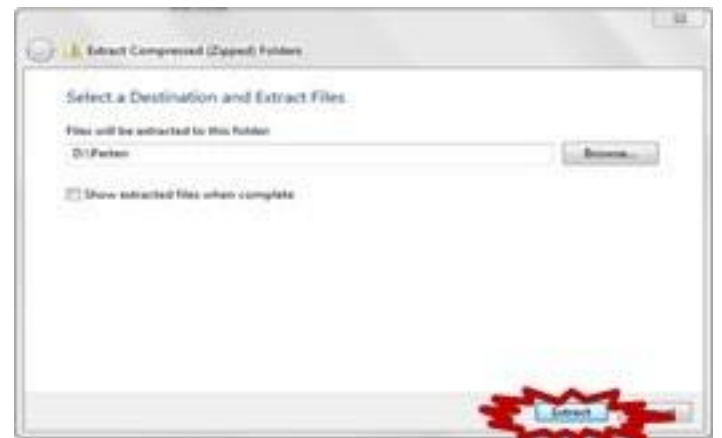 Extract Compressed (Zipped) Folders
Select a Destination and Extract Files
Files will be extracted to this folder:
Browse...
Show extracted files when complete
Extract